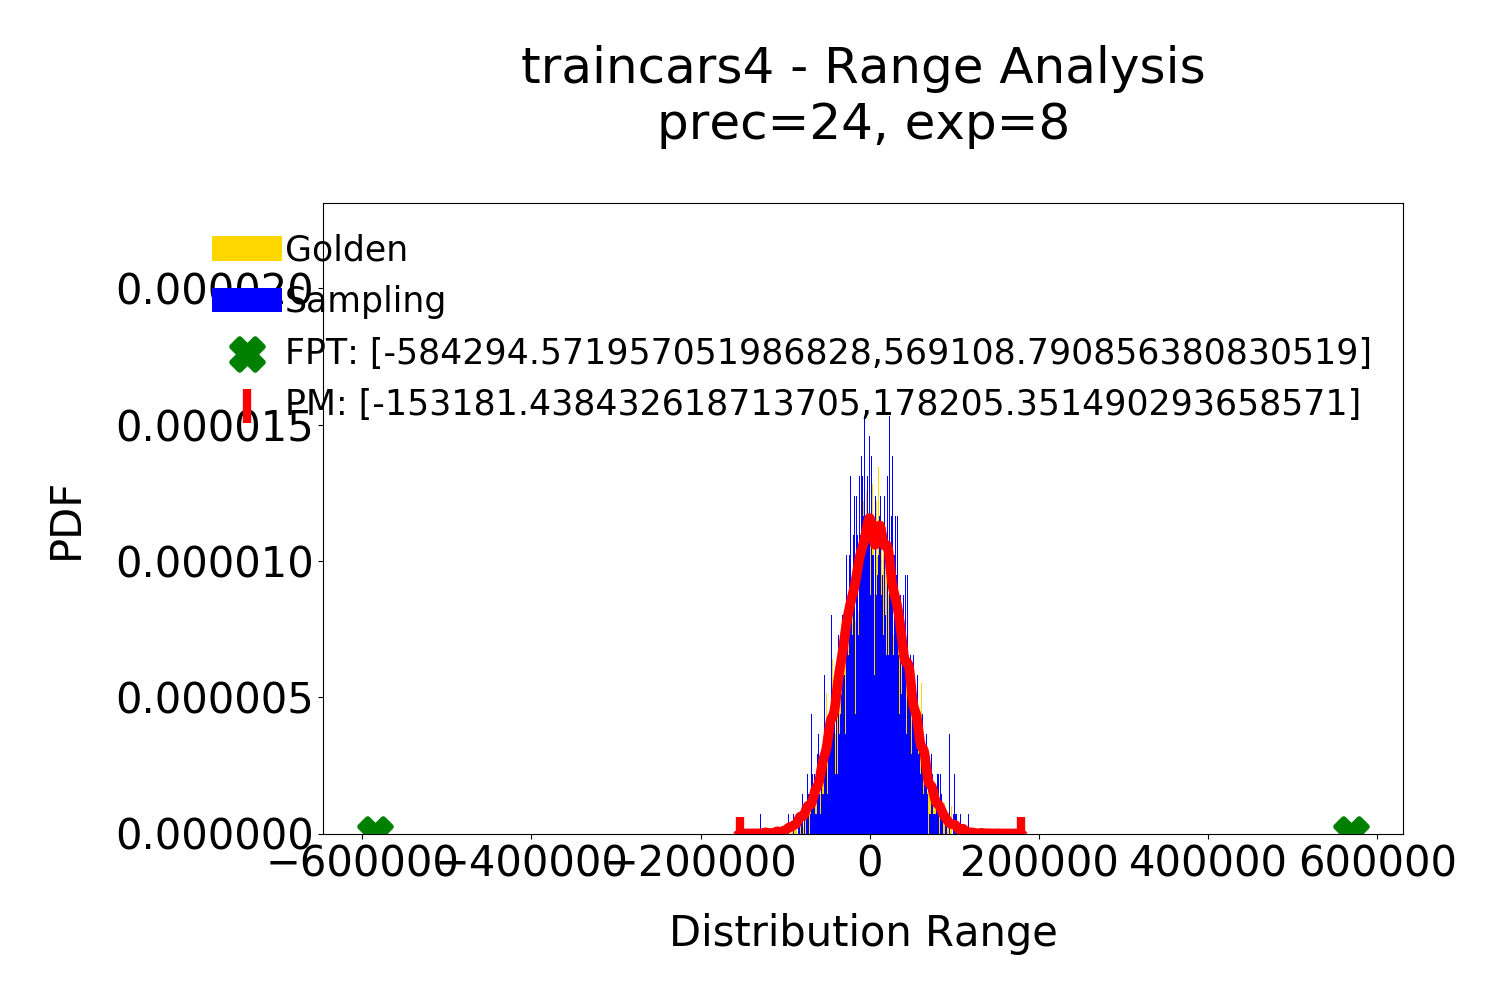 traincars4 - Range Analysis
prec=24, exp=8
Golden
Sampling
FPT: [-584294.571957051986828,569108.790856380830519]
PM: [-153181.438432618713705,178205.351490293658571]
PDF
0.000020
0.000015
0.000010
0.000005
0.000000
−600000 −400000 −200000 0 200000 400000 600000
Distribution Range